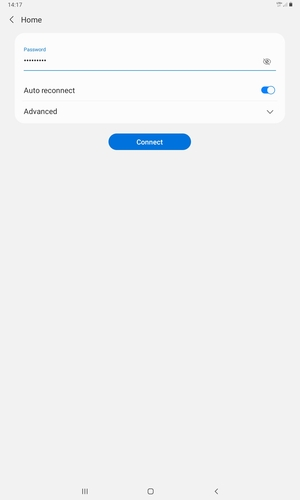 14:17
Home
Password
•••••••••
Auto reconnect
Advanced
Connect